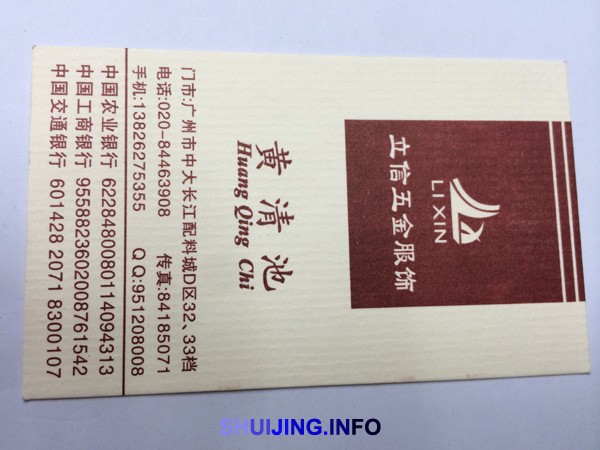 LIXIN
立信五金服饰
黄清池
Huang Qing Chi
门市:广州市中大长江配料城D区32、33档
电话:020-84463908 传真:84185071
手机:13826275355 QQ:951208008
中国农业银行 6228480080114094313
中国工商银行 9558823602008761542
中国交通银行 601428 2071 8300107
SHUIJING.INFO